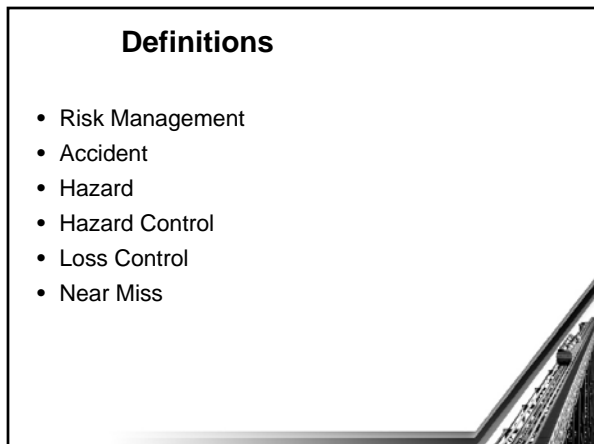 Definitions
• Risk Management
• Accident
• Hazard
• Hazard Control
• Loss Control
• Near Miss